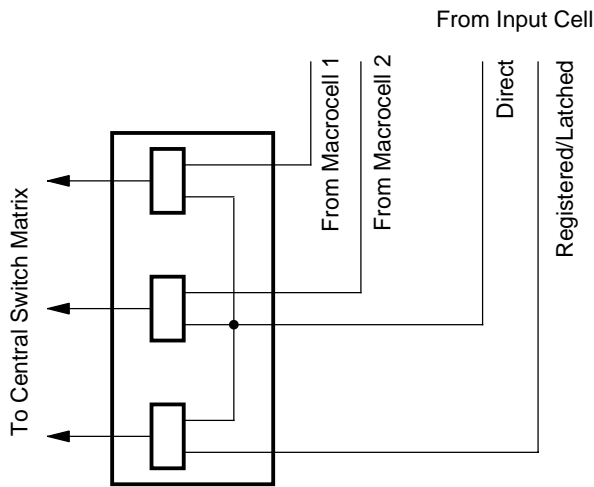 From Input Cell
From Macrocell 1
From Macrocell 2
Direct
Registered/Latched
To Central Switch Matrix